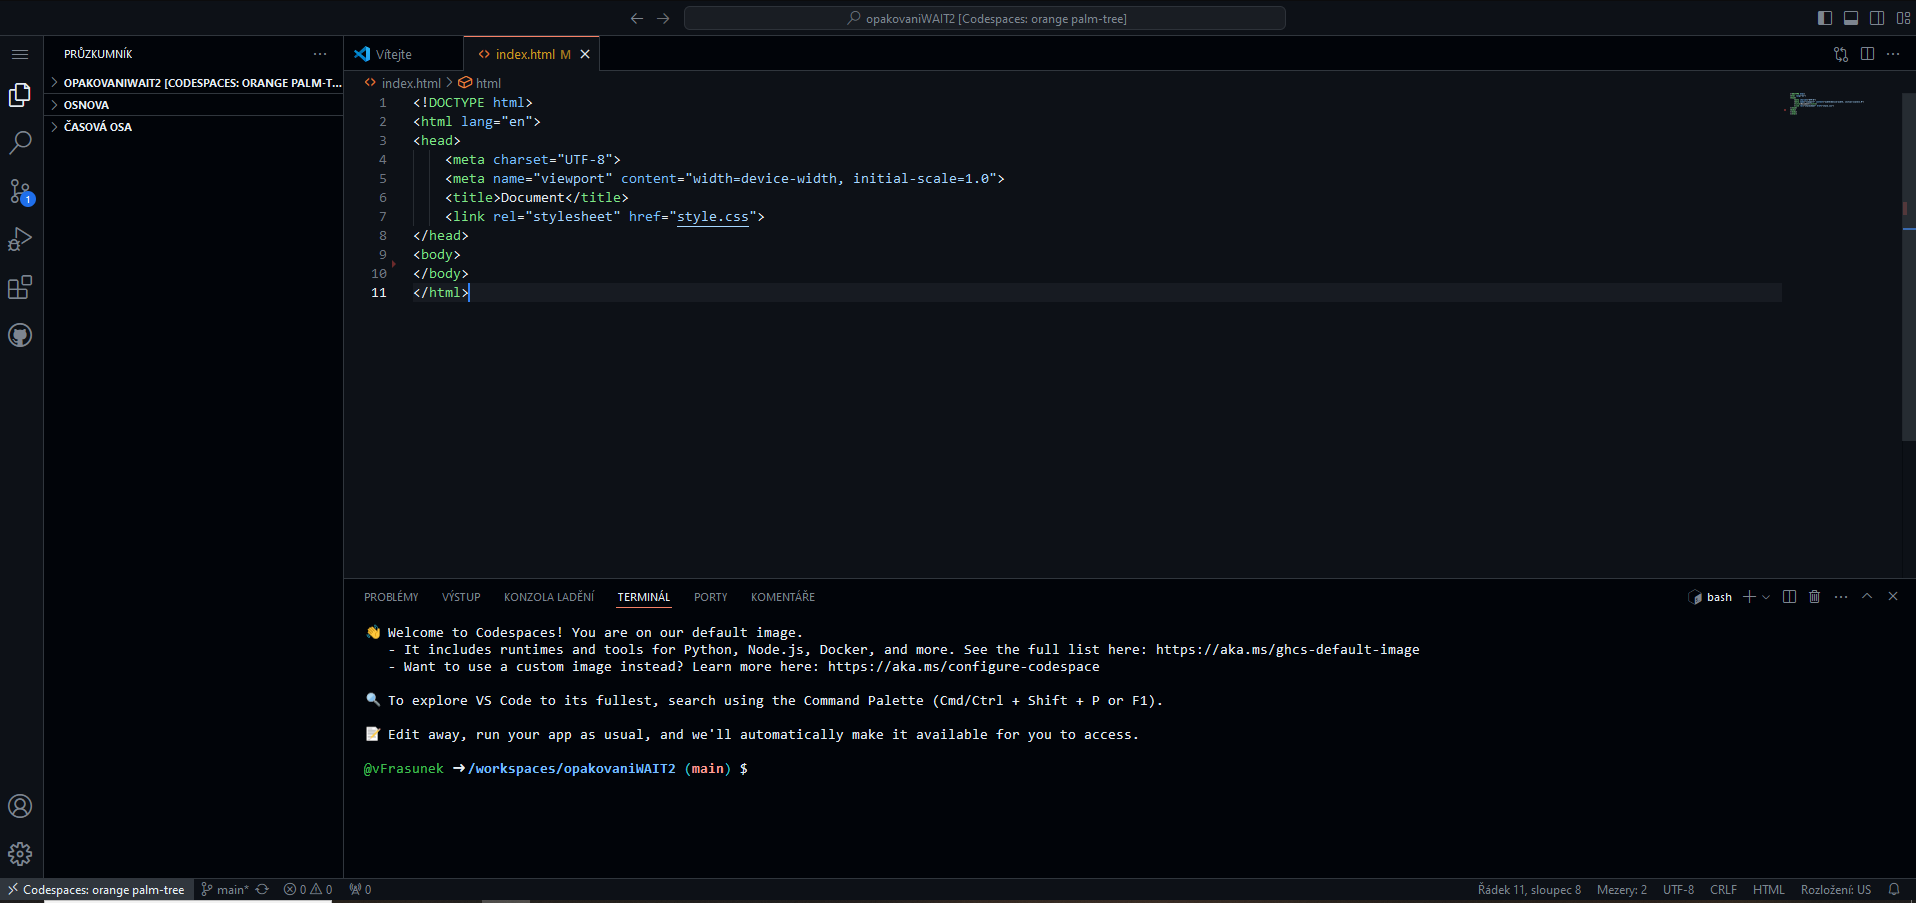 opakovaniWAIT2 [Codespaces: orange palm-tree]
PRŮZKUMNÍK
OPAKOVANIWAIT2 [CODESPACES: ORANGE PALM-T...
OSNOVA
ČASOVÁ OSA
1
Vítejte
index.html M
index.html > html
1 <!DOCTYPE html>
2 <html lang="en">
3 <head>
4 <meta charset="UTF-8">
5 <meta name="viewport" content="width=device-width, initial-scale=1.0">
6 <title>Document</title>
7 <link rel="stylesheet" href="style.css">
8 </head>
9 <body>
10 </body>
11 </html>
PROBLÉMY VÝSTUP KONZOLA LADĚNÍ TERMINÁL PORTY KOMENTÁŘE
bash
👋 Welcome to Codespaces! You are on our default image.
- It includes runtimes and tools for Python, Node.js, Docker, and more. See the full list here: https://aka.ms/ghcs-default-image
- Want to use a custom image instead? Learn more here: https://aka.ms/configure-codespace
🔍 To explore VS Code to its fullest, search using the Command Palette (Cmd/Ctrl + Shift + P or F1).
📝 Edit away, run your app as usual, and we'll automatically make it available for you to access.
@vFrasunek ➜ /workspaces/opakovaniWAIT2 (main) $
Codespaces: orange palm-tree main* 0 0 0
Řádek 11, sloupec 8 Mezery: 2 UTF-8 CRLF HTML Rozložení: US